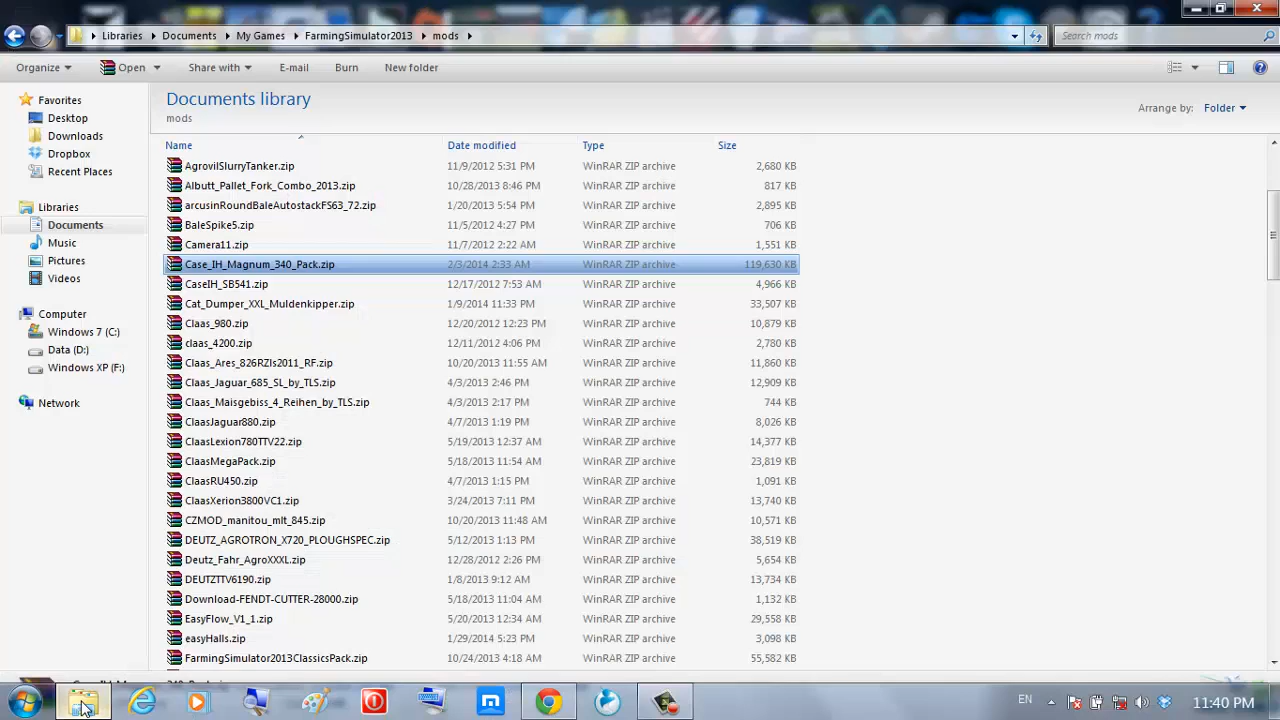 Libraries Documents My Games FarmingSimulator2013 mods Search mods
Organize Open Share with E-mail Burn New folder
Favorites
Desktop
Downloads
Dropbox
Recent Places
Libraries
Documents
Music
Pictures
Videos
Computer
Windows 7 (C:)
Data (D:)
Windows XP (F:)
Network
Documents library
mods
Arrange by: Folder
Name Date modified Type Size
AgrovilSlurryTanker.zip 11/9/2012 5:31 PM WinRAR ZIP archive 2,680 KB
Albutt_Pallet_Fork_Combo_2013.zip 10/28/2013 8:46 PM WinRAR ZIP archive 817 KB
arcusinRoundBaleAutostackFS63_72.zip 1/20/2013 5:54 PM WinRAR ZIP archive 2,895 KB
BaleSpike5.zip 11/5/2012 4:27 PM WinRAR ZIP archive 706 KB
Camera11.zip 11/7/2012 2:22 AM WinRAR ZIP archive 1,551 KB
Case_IH_Magnum_340_Pack.zip 2/3/2014 2:33 AM WinRAR ZIP archive 119,630 KB
CaseIH_SB541.zip 12/17/2012 7:53 AM WinRAR ZIP archive 4,966 KB
Cat_Dumper_XXL_Muldenkipper.zip 1/9/2014 11:33 PM WinRAR ZIP archive 33,507 KB
Claas_980.zip 12/20/2012 12:23 PM WinRAR ZIP archive 10,879 KB
claas_4200.zip 12/11/2012 4:06 PM WinRAR ZIP archive 2,780 KB
Claas_Ares_826RZIs2011_RF.zip 10/20/2013 11:55 AM WinRAR ZIP archive 11,860 KB
Claas_Jaguar_685_SL_by_TLS.zip 4/3/2013 2:46 PM WinRAR ZIP archive 12,909 KB
Claas_Maisgebiss_4_Reihen_by_TLS.zip 4/3/2013 2:17 PM WinRAR ZIP archive 744 KB
ClaasJaguar880.zip 4/7/2013 1:19 PM WinRAR ZIP archive 8,026 KB
ClaasLexion780TTV22.zip 5/19/2013 12:37 AM WinRAR ZIP archive 14,377 KB
ClaasMegaPack.zip 5/18/2013 11:54 AM WinRAR ZIP archive 23,819 KB
ClaasRU450.zip 4/7/2013 1:15 PM WinRAR ZIP archive 1,091 KB
ClaasXerion3800VC1.zip 3/24/2013 7:11 PM WinRAR ZIP archive 13,740 KB
CZMOD_manitou_mlt_845.zip 10/20/2013 11:48 AM WinRAR ZIP archive 10,571 KB
DEUTZ_AGROTRON_X720_PLOUGHSPEC.zip 5/12/2013 1:13 PM WinRAR ZIP archive 38,519 KB
Deutz_Fahr_AgroXXXL.zip 12/28/2012 2:26 PM WinRAR ZIP archive 5,654 KB
DEUTZTTV6190.zip 1/8/2013 9:12 AM WinRAR ZIP archive 13,734 KB
Download-FENDT-CUTTER-28000.zip 5/18/2013 11:04 AM WinRAR ZIP archive 1,132 KB
EasyFlow_V1_1.zip 5/20/2013 12:34 AM WinRAR ZIP archive 29,558 KB
easyHalls.zip 1/29/2014 5:23 PM WinRAR ZIP archive 3,098 KB
FarmingSimulator2013ClassicsPack.zip 10/24/2013 4:18 AM WinRAR ZIP archive 55,582 KB
EN 11:40 PM